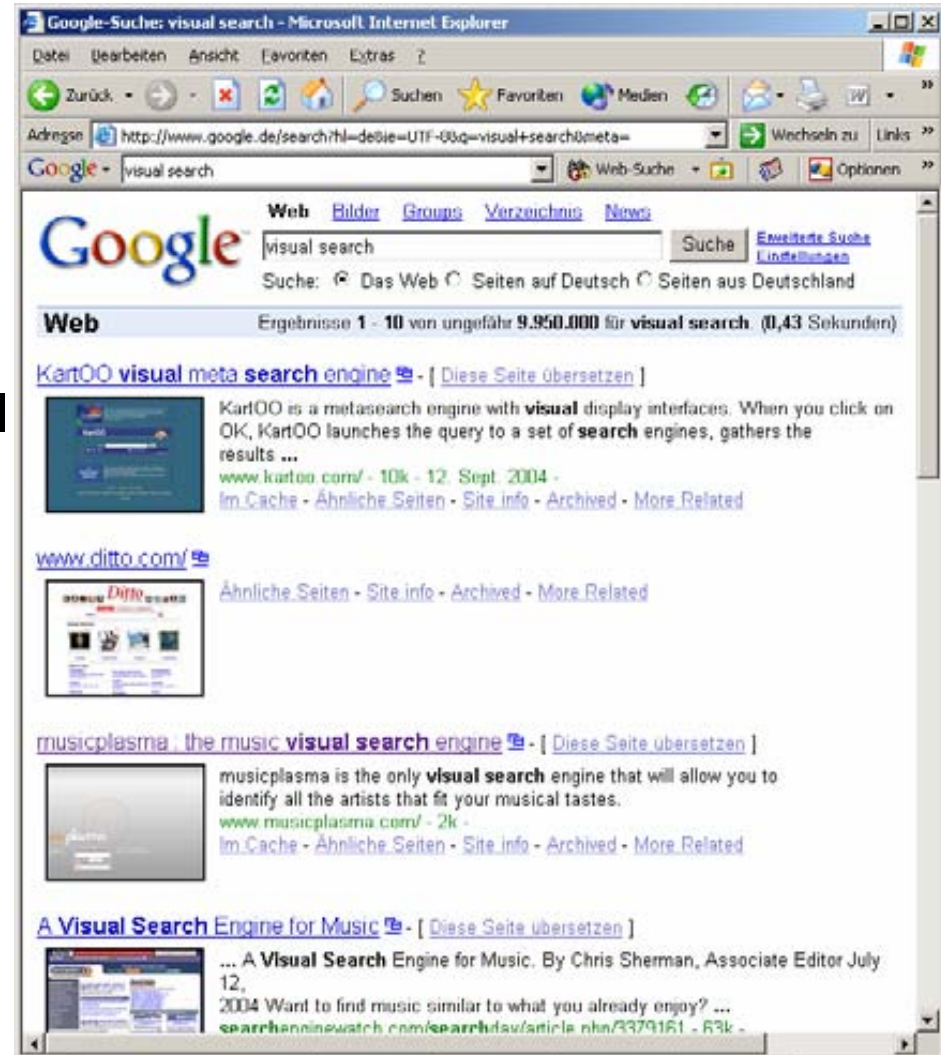 Google-Suche: visual search - Microsoft Internet Explorer
Datei Bearbeiten Ansicht Favoriten Extras ?
Zurück Suchen Favoriten Medien
Adresse http://www.google.de/search?hl=de&ie=UTF-8&q=visual+search&meta= Wechseln zu Links
Google visual search Web-Suche Optionen
Web Bilder Groups Verzeichnis News
Google visual search Suche Erweiterte Suche
Einstellungen
Suche: Das Web Seiten auf Deutsch Seiten aus Deutschland
Web Ergebnisse 1 - 10 von ungefähr 9.950.000 für visual search. (0,43 Sekunden)
KartOO visual meta search engine - [ Diese Seite übersetzen ]
KartOO is a metasearch engine with visual display interfaces. When you click on
OK, KartOO launches the query to a set of search engines, gathers the
results ...
www.kartoo.com/ - 10k - 12. Sept. 2004 -
Im Cache - Ähnliche Seiten - Site info - Archived - More Related
www.ditto.com/
Ditto
Ähnliche Seiten - Site info - Archived - More Related
musicplasma : the music visual search engine - [ Diese Seite übersetzen ]
musicplasma is the only visual search engine that will allow you to
identify all the artists that fit your musical tastes.
www.musicplasma.com/ - 2k -
Im Cache - Ähnliche Seiten - Site info - Archived - More Related
A Visual Search Engine for Music - [ Diese Seite übersetzen ]
... A Visual Search Engine for Music. By Chris Sherman, Associate Editor July
12,
2004 Want to find music similar to what you already enjoy? ...
searchenginewatch.com/searchday/article.php/3379161 - 63k -